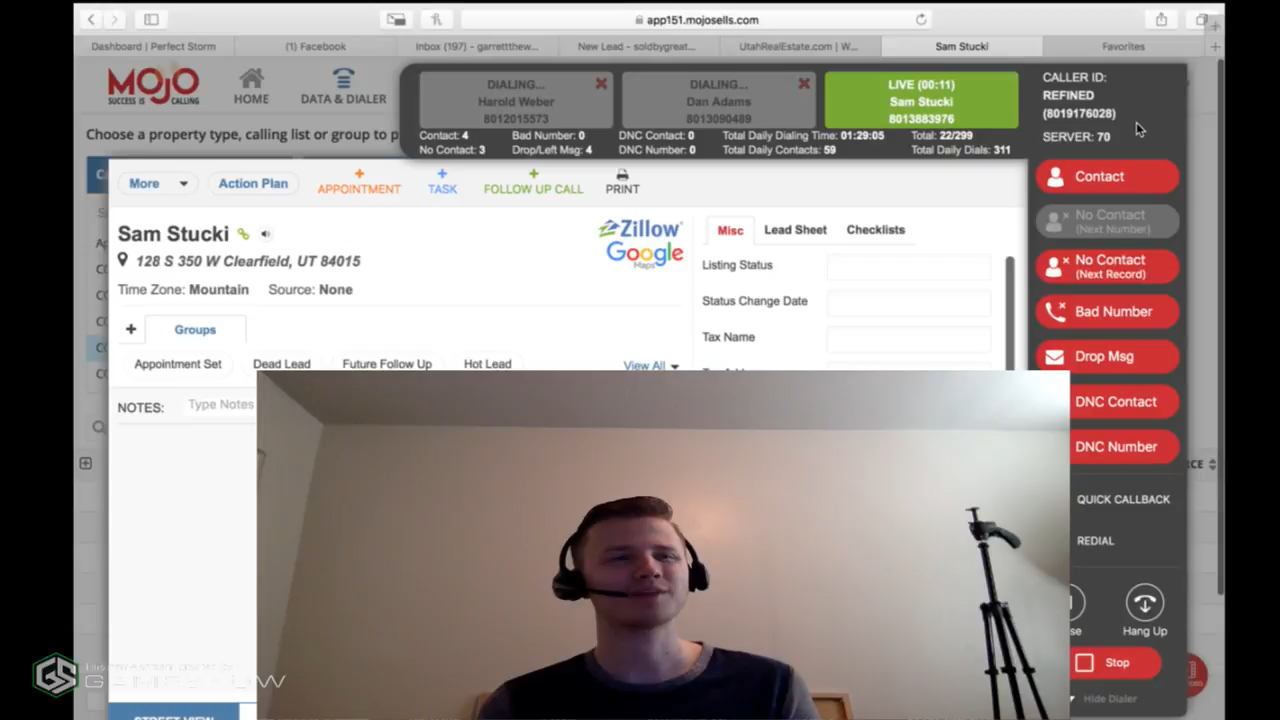 app151.mojosells.com
Dashboard | Perfect Storm
(1) Facebook
Inbox (197) - garrettthew...
New Lead - soldbygreat...
UtahRealEstate.com | W...
Sam Stucki
Favorites
MOJO
SUCCESS IS CALLING
HOME
DATA & DIALER
DIALING...
Harold Weber
8012015573
DIALING...
Dan Adams
8013090489
LIVE (00:11)
Sam Stucki
8013883976
CALLER ID:
REFINED
(8019176028)
SERVER: 70
Contact: 4
Bad Number: 0
DNC Contact: 0
Total Daily Dialing Time: 01:29:05
Total: 22/299
No Contact: 3
Drop/Left Msg: 4
DNC Number: 0
Total Daily Contacts: 59
Total Daily Dials: 311
Choose a property type, calling list or group to p
More
Action Plan
APPOINTMENT
TASK
FOLLOW UP CALL
PRINT
Sam Stucki
128 S 350 W Clearfield, UT 84015
Time Zone: Mountain
Source: None
Zillow
Google
Maps
Groups
Appointment Set
Dead Lead
Future Follow Up
Hot Lead
View All
NOTES:
Type Notes
Misc
Lead Sheet
Checklists
Listing Status
Status Change Date
Tax Name
Contact
No Contact
(Next Number)
No Contact
(Next Record)
Bad Number
Drop Msg
DNC Contact
DNC Number
QUICK CALLBACK
REDIAL
se
Hang Up
Stop
Hide Dialer
RCE
GS
STREET VIEW